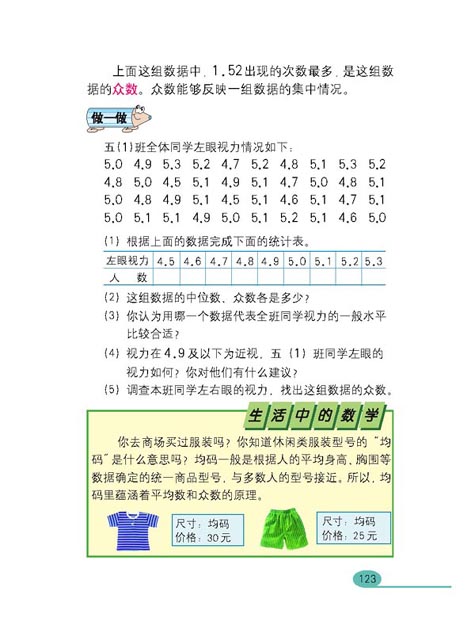 上面这组数据中，1.52出现的次数最多，是这组数
据的众数。众数能够反映一组数据的集中情况。
做一做
五(1)班全体同学左眼视力情况如下：
5.0 4.9 5.3 5.2 4.7 5.2 4.8 5.1 5.3 5.2
4.8 5.0 4.5 5.1 4.9 5.1 4.7 5.0 4.8 5.1
5.0 4.8 4.9 5.1 4.5 5.1 4.6 5.1 4.7 5.1
5.0 5.1 5.1 4.9 5.0 5.1 5.2 5.1 4.6 5.0
(1) 根据上面的数据完成下面的统计表。
左眼视力 4.5 4.6 4.7 4.8 4.9 5.0 5.1 5.2 5.3
人 数
(2) 这组数据的中位数、众数各是多少？
(3) 你认为用哪一个数据代表全班同学视力的一般水平
比较合适？
(4) 视力在4.9及以下为近视，五（1）班同学左眼的
视力如何？你对他们有什么建议？
(5) 调查本班同学左右眼的视力，找出这组数据的众数。
生活中的数学
你去商场买过服装吗？你知道休闲类服装型号的“均
码”是什么意思吗？均码一般是根据人的平均身高、胸围等
数据确定的统一商品型号，与多数人的型号接近。所以，均
码里蕴涵着平均数和众数的原理。
尺寸：均码
价格：30元
尺寸：均码
价格：25元
123